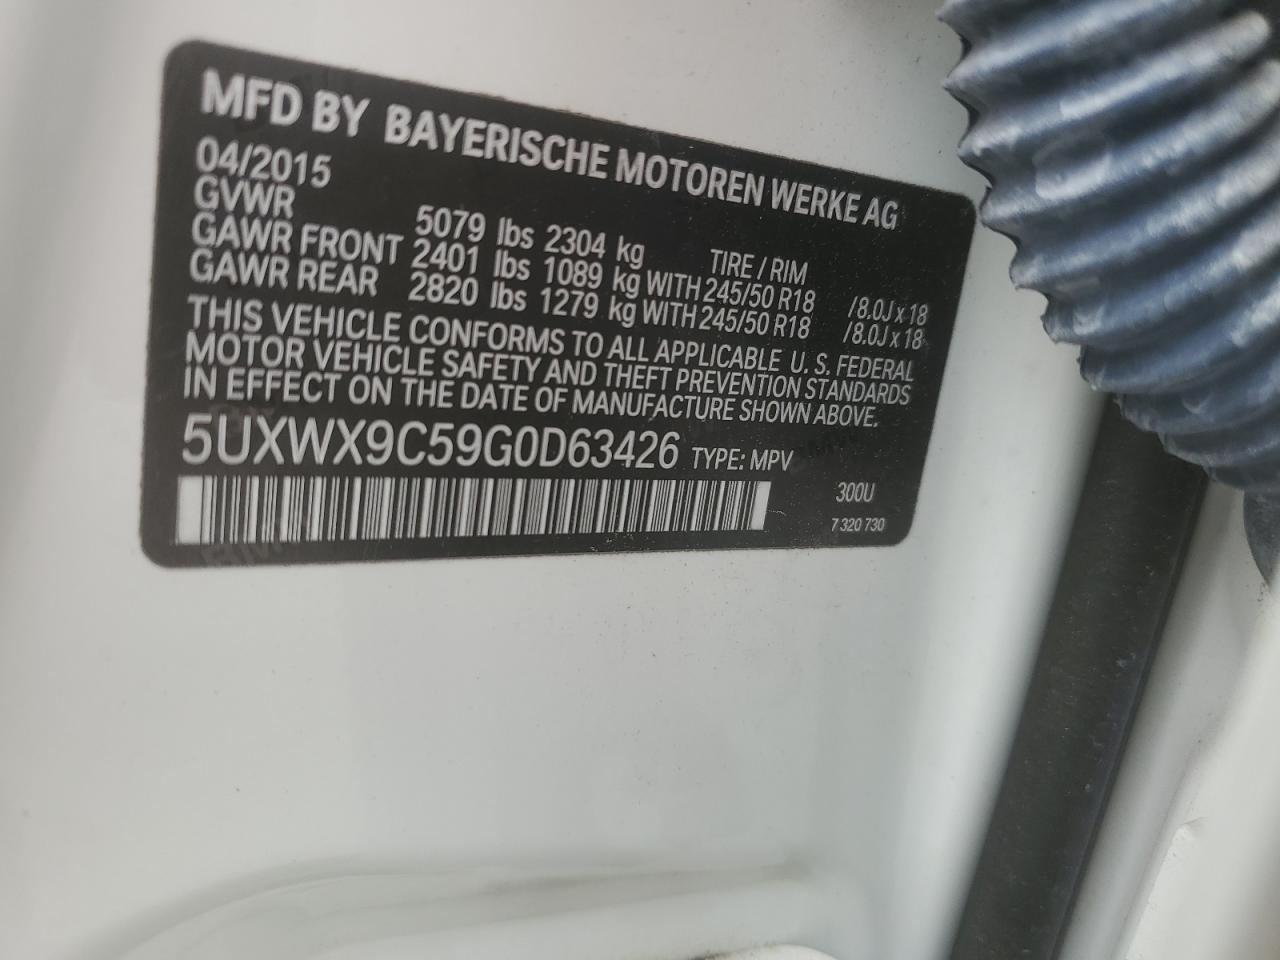 MFD BY BAYERISCHE MOTOREN WERKE AG
04/2015
GVWR 5079 lbs 2304 kg TIRE / RIM
GAWR FRONT 2401 lbs 1089 kg WITH 245/50 R18 /8.0J x 18
GAWR REAR 2820 lbs 1279 kg WITH 245/50 R18 /8.0J x 18
THIS VEHICLE CONFORMS TO ALL APPLICABLE U. S. FEDERAL
MOTOR VEHICLE SAFETY AND THEFT PREVENTION STANDARDS
IN EFFECT ON THE DATE OF MANUFACTURE SHOWN ABOVE.
5UXWX9C59G0D63426 TYPE: MPV
300U
7 320 730